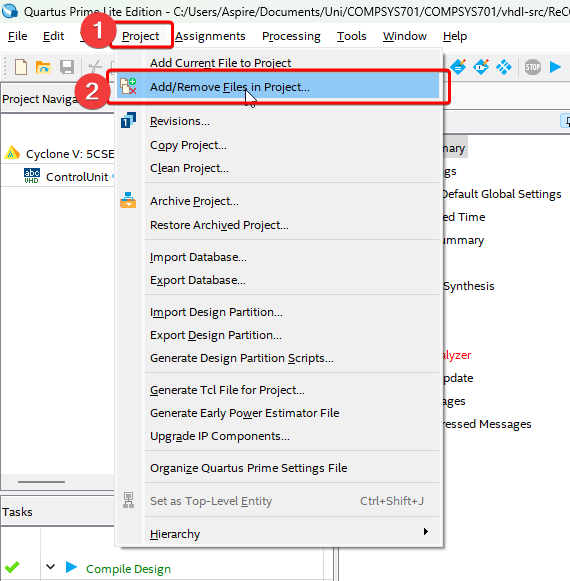 Quartus Prime Lite Edition - C:/Users/Aspire/Documents/Uni/COMPSYS701/COMPSYS701/vhdl-src/ReCO
File Edit Project Assignments Processing Tools Window Help
1
Add Current File to Project
2
Add/Remove Files in Project...
Project Naviga
Revisions...
Copy Project...
Clean Project...
Archive Project...
Restore Archived Project...
Import Database...
Export Database...
Import Design Partition...
Export Design Partition...
Generate Design Partition Scripts...
Generate Tcl File for Project...
Generate Early Power Estimator File
Upgrade IP Components...
Organize Quartus Prime Settings File
Set as Top-Level Entity Ctrl+Shift+J
Hierarchy
Cyclone V: 5CSE
abc
VHD
ControlUnit
STOP
mary
gs
Default Global Settings
ed Time
ummary
Synthesis
alyzer
pdate
ages
ressed Messages
Tasks
Compile Design